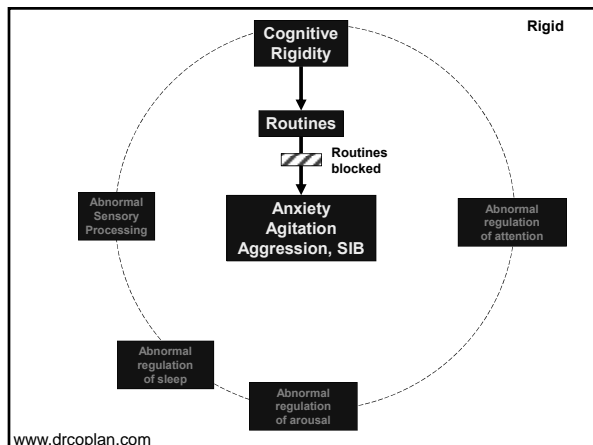 Rigid
Cognitive
Rigidity
Routines
Routines
blocked
Anxiety
Agitation
Aggression, SIB
Abnormal
Sensory
Processing
Abnormal
regulation
of attention
Abnormal
regulation
of sleep
Abnormal
regulation
of arousal
www.drcoplan.com